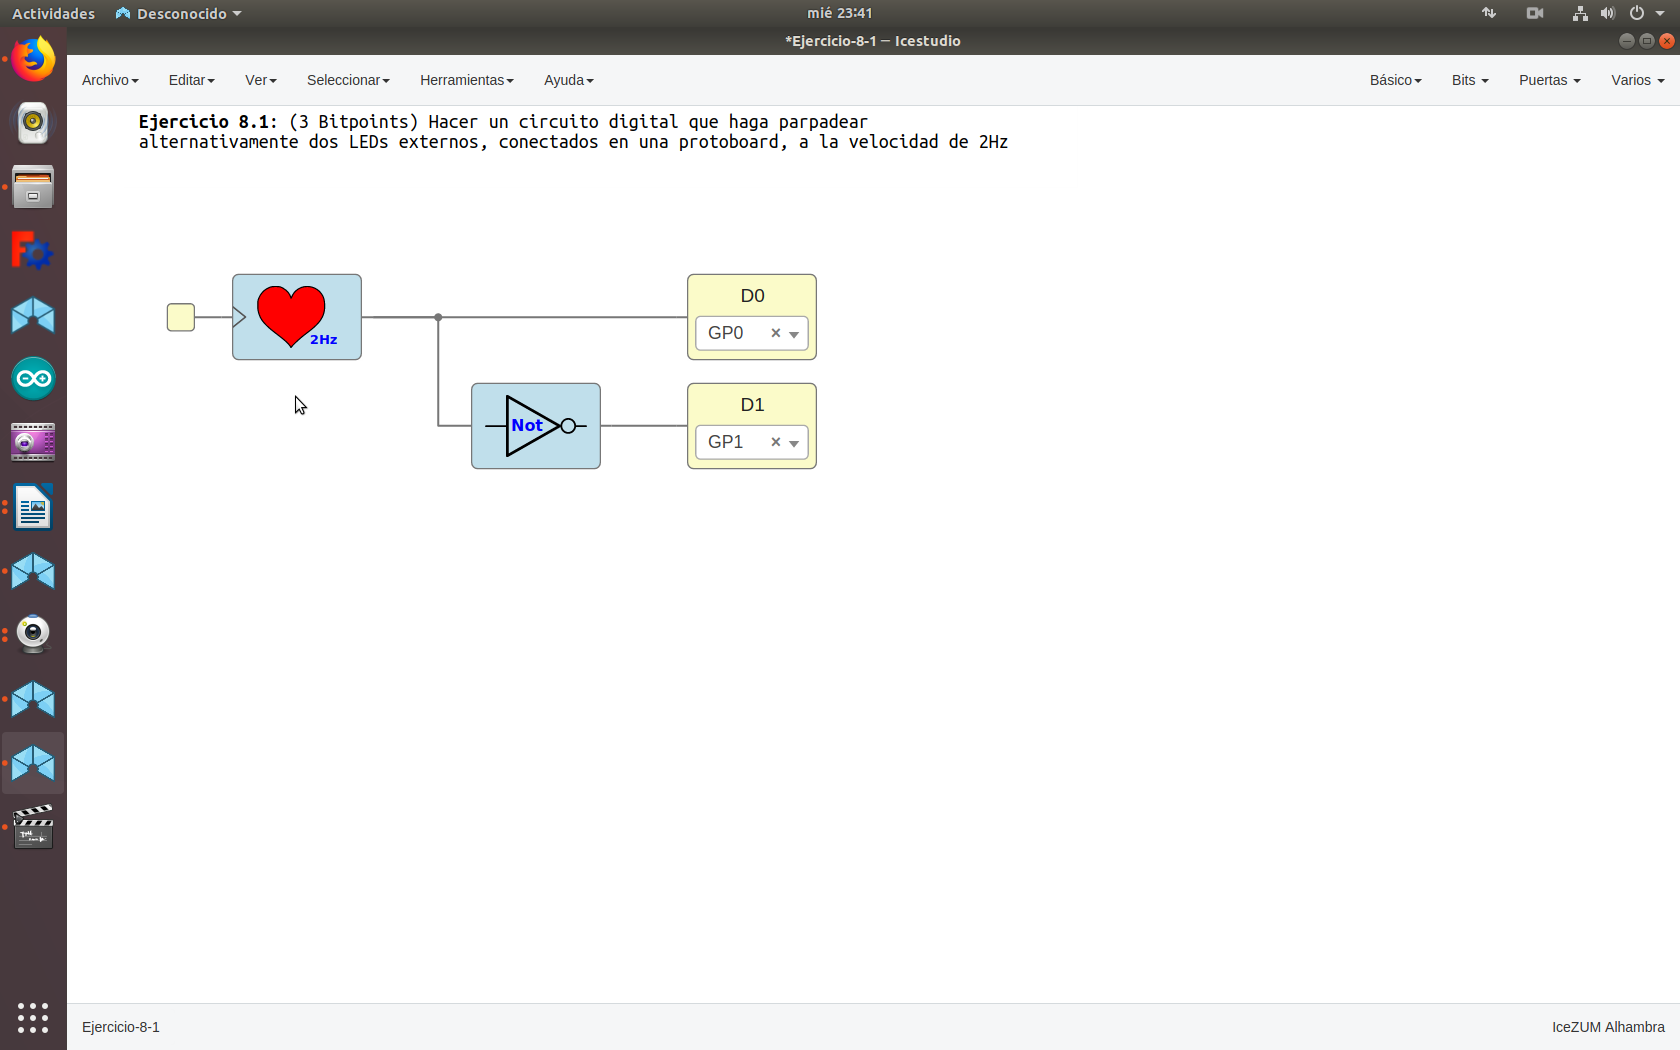 Actividades Desconocido mié 23:41
*Ejercicio-8-1 — Icestudio
Archivo Editar Ver Seleccionar Herramientas Ayuda Básico Bits Puertas Varios
Ejercicio 8.1: (3 Bitpoints) Hacer un circuito digital que haga parpadear
alternativamente dos LEDs externos, conectados en una protoboard, a la velocidad de 2Hz
2Hz
D0
GP0
Not
D1
GP1
Ejercicio-8-1 IceZUM Alhambra